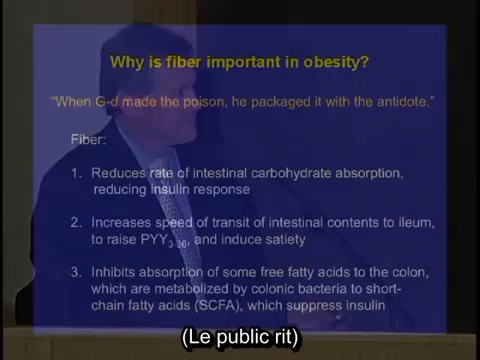 Why is fiber important in obesity?
“When G-d made the poison, he packaged it with the antidote.”
Fiber:
1. Reduces rate of intestinal carbohydrate absorption,
reducing insulin response
2. Increases speed of transit of intestinal contents to ileum,
to raise PYY3-36, and induce satiety
3. Inhibits absorption of some free fatty acids to the colon,
which are metabolized by colonic bacteria to short-
chain fatty acids (SCFA), which suppress insulin
(Le public rit)